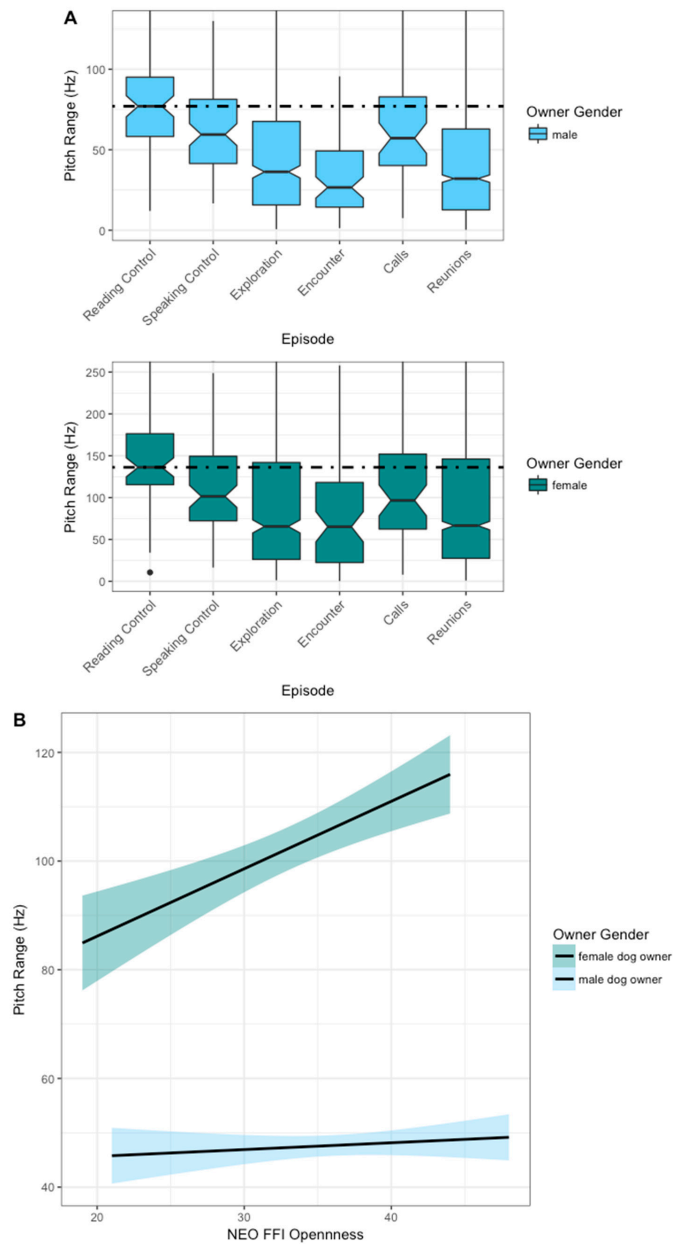 A
Pitch Range (Hz)
100
50
0
Reading Control
Speaking Control
Exploration
Encounter
Calls
Reunions
Episode
Owner Gender
male
Pitch Range (Hz)
250
200
150
100
50
0
Reading Control
Speaking Control
Exploration
Encounter
Calls
Reunions
Episode
Owner Gender
female
B
Pitch Range (Hz)
120
100
80
60
40
20
30
40
NEO FFI Opennness
Owner Gender
female dog owner
male dog owner